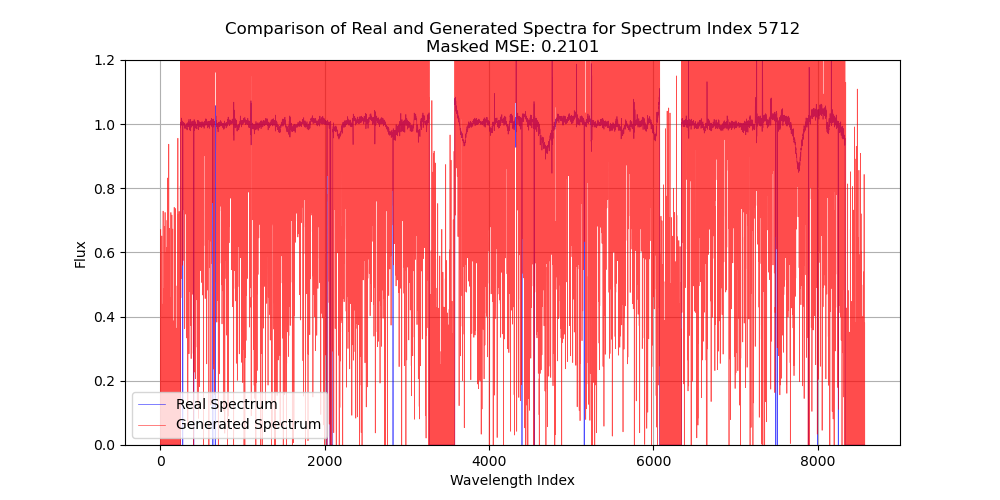 Comparison of Real and Generated Spectra for Spectrum Index 5712
Masked MSE: 0.2101
1.2
1.0
0.8
0.6
0.4
0.2
0.0
Flux
Real Spectrum
Generated Spectrum
0 2000 4000 6000 8000
Wavelength Index